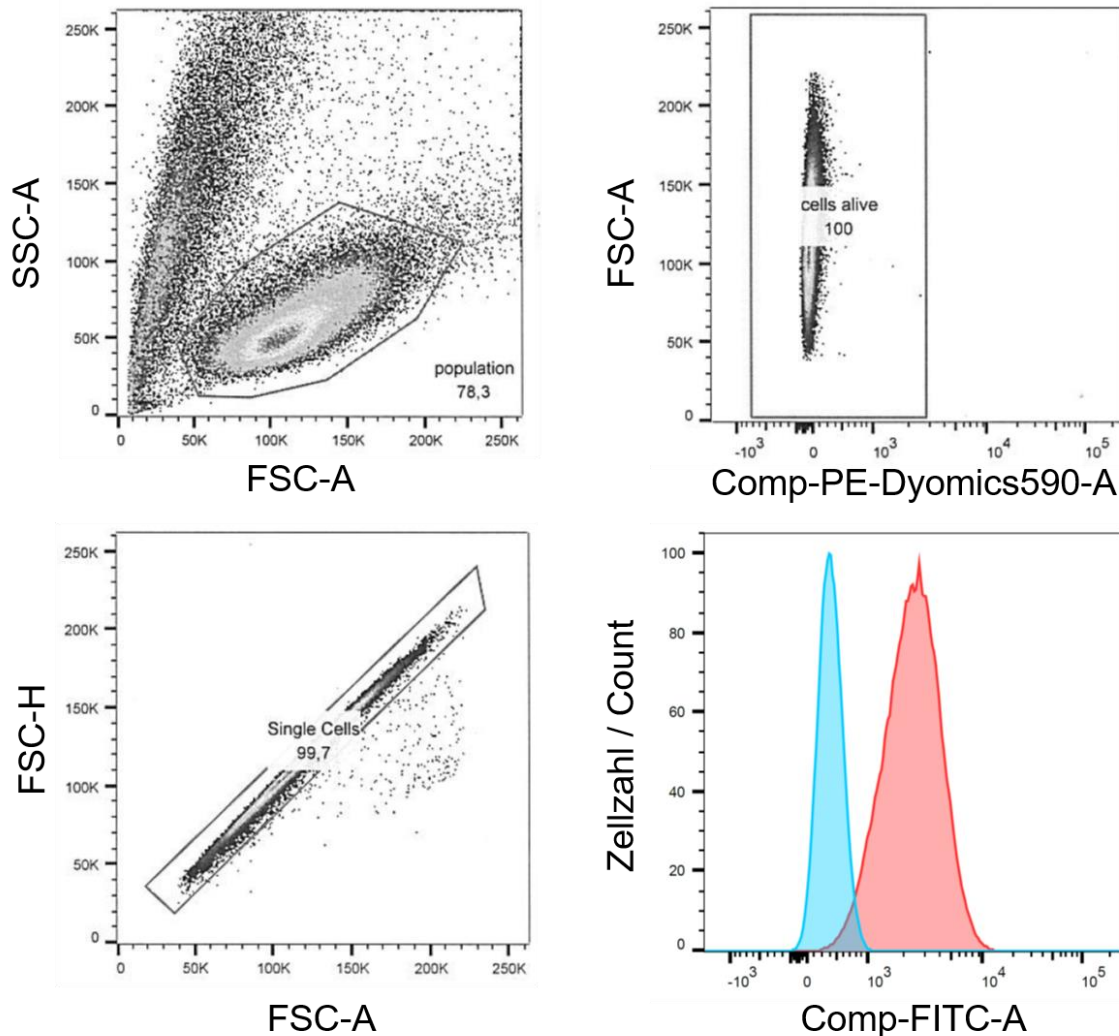 SSC-A
250K
200K
150K
100K
50K
0
population
78,3
0 50K 100K 150K 200K 250K
FSC-A
FSC-A
250K
200K
150K
100K
50K
0
cells alive
100
-10³ 0 10³ 10⁴ 10⁵
Comp-PE-Dyomics590-A
FSC-H
250K
200K
150K
100K
50K
0
Single Cells
99,7
0 50K 100K 150K 200K 250K
FSC-A
Zellzahl / Count
100
80
60
40
20
0
-10³ 0 10³ 10⁴ 10⁵
Comp-FITC-A